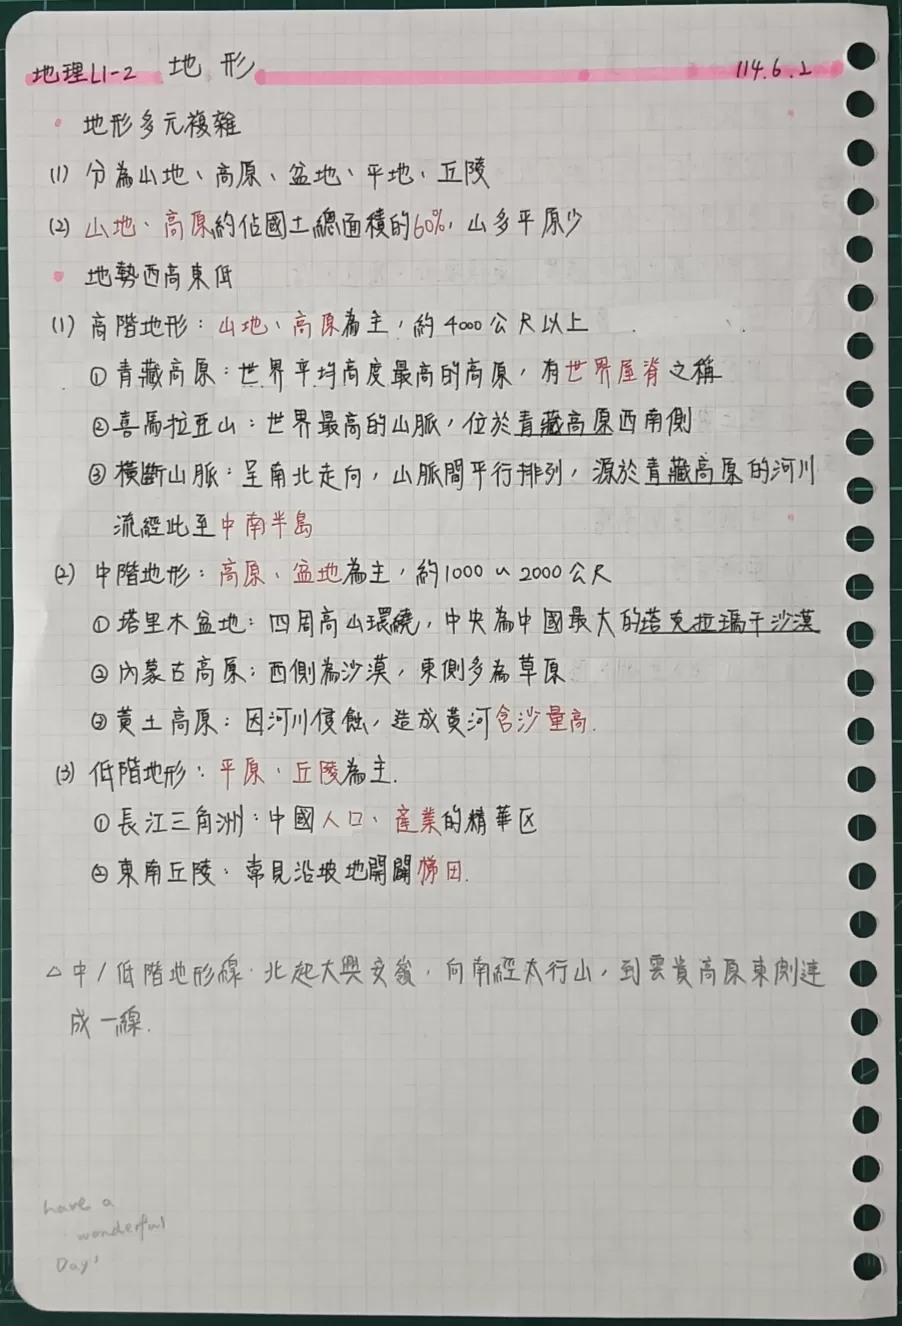 地理L1-2 地形 114.6.2
• 地形多元複雜
(1) 分為山地、高原、盆地、平地、丘陵
(2) 山地、高原約佔國土總面積的60%，山多平原少
• 地勢西高東低
(1) 高階地形：山地、高原為主，約4000公尺以上
① 青藏高原：世界平均高度最高的高原，有世界屋脊之稱
② 喜馬拉亞山：世界最高的山脈，位於青藏高原西南側
③ 橫斷山脈：呈南北走向，山脈間平行排列，源於青藏高原的河川
流經此至中南半島
(2) 中階地形：高原、盆地為主，約1000～2000公尺
① 塔里木盆地：四周高山環繞，中央為中國最大的塔克拉瑪干沙漠
② 內蒙古高原：西側為沙漠，東側多為草原
③ 黃土高原：因河川侵蝕，造成黃河含沙量高.
(3) 低階地形：平原、丘陵為主.
① 長江三角洲：中國人口、產業的精華区
② 東南丘陵：常見沿坡地開闢梯田.
△ 中/低階地形線：北起大興安嶺，向南經太行山，到雲貴高原東側連
成一線.
have a
wonderful
Day!